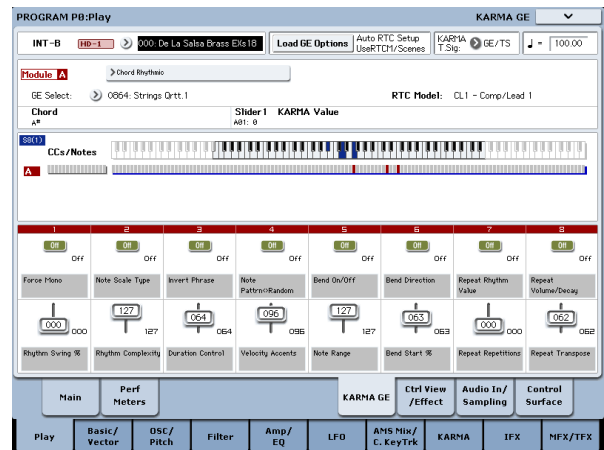 PROGRAM P0:Play KARMA GE
INT-B HD-1 000: De La Salsa Brass EXs18 Load GE Options Auto RTC Setup UseRTCM/Scenes KARMA T.Sig: GE/TS ♩ = 100.00
Module A Chord Rhythmic
GE Select: 0864: Strings Qrtt.1 RTC Model: CL1 - Comp/Lead 1
Chord Slider1 KARMA Value
A# A01: 0
S0(1)
CCs/Notes
A
1 2 3 4 5 6 7 8
Off Off Off Off Off Off Off Off
Off Off Off Off Off Off Off Off
Force Mono Note Scale Type Invert Phrase Note Pattrn<>Random Bend On/Off Bend Direction Repeat Rhythm Value Repeat Volume/Decay
000 127 064 096 127 063 000 062
000 127 064 096 127 063 000 062
Rhythm Swing % Rhythm Complexity Duration Control Velocity Accents Note Range Bend Start % Repeat Repetitions Repeat Transpose
Main Perf Meters KARMA GE Ctrl View /Effect Audio In/ Sampling Control Surface
Play Basic/ Vector OSC/ Pitch Filter Amp/ EQ LFO AMS Mix/ C. KeyTrk KARMA IFX MFX/TFX